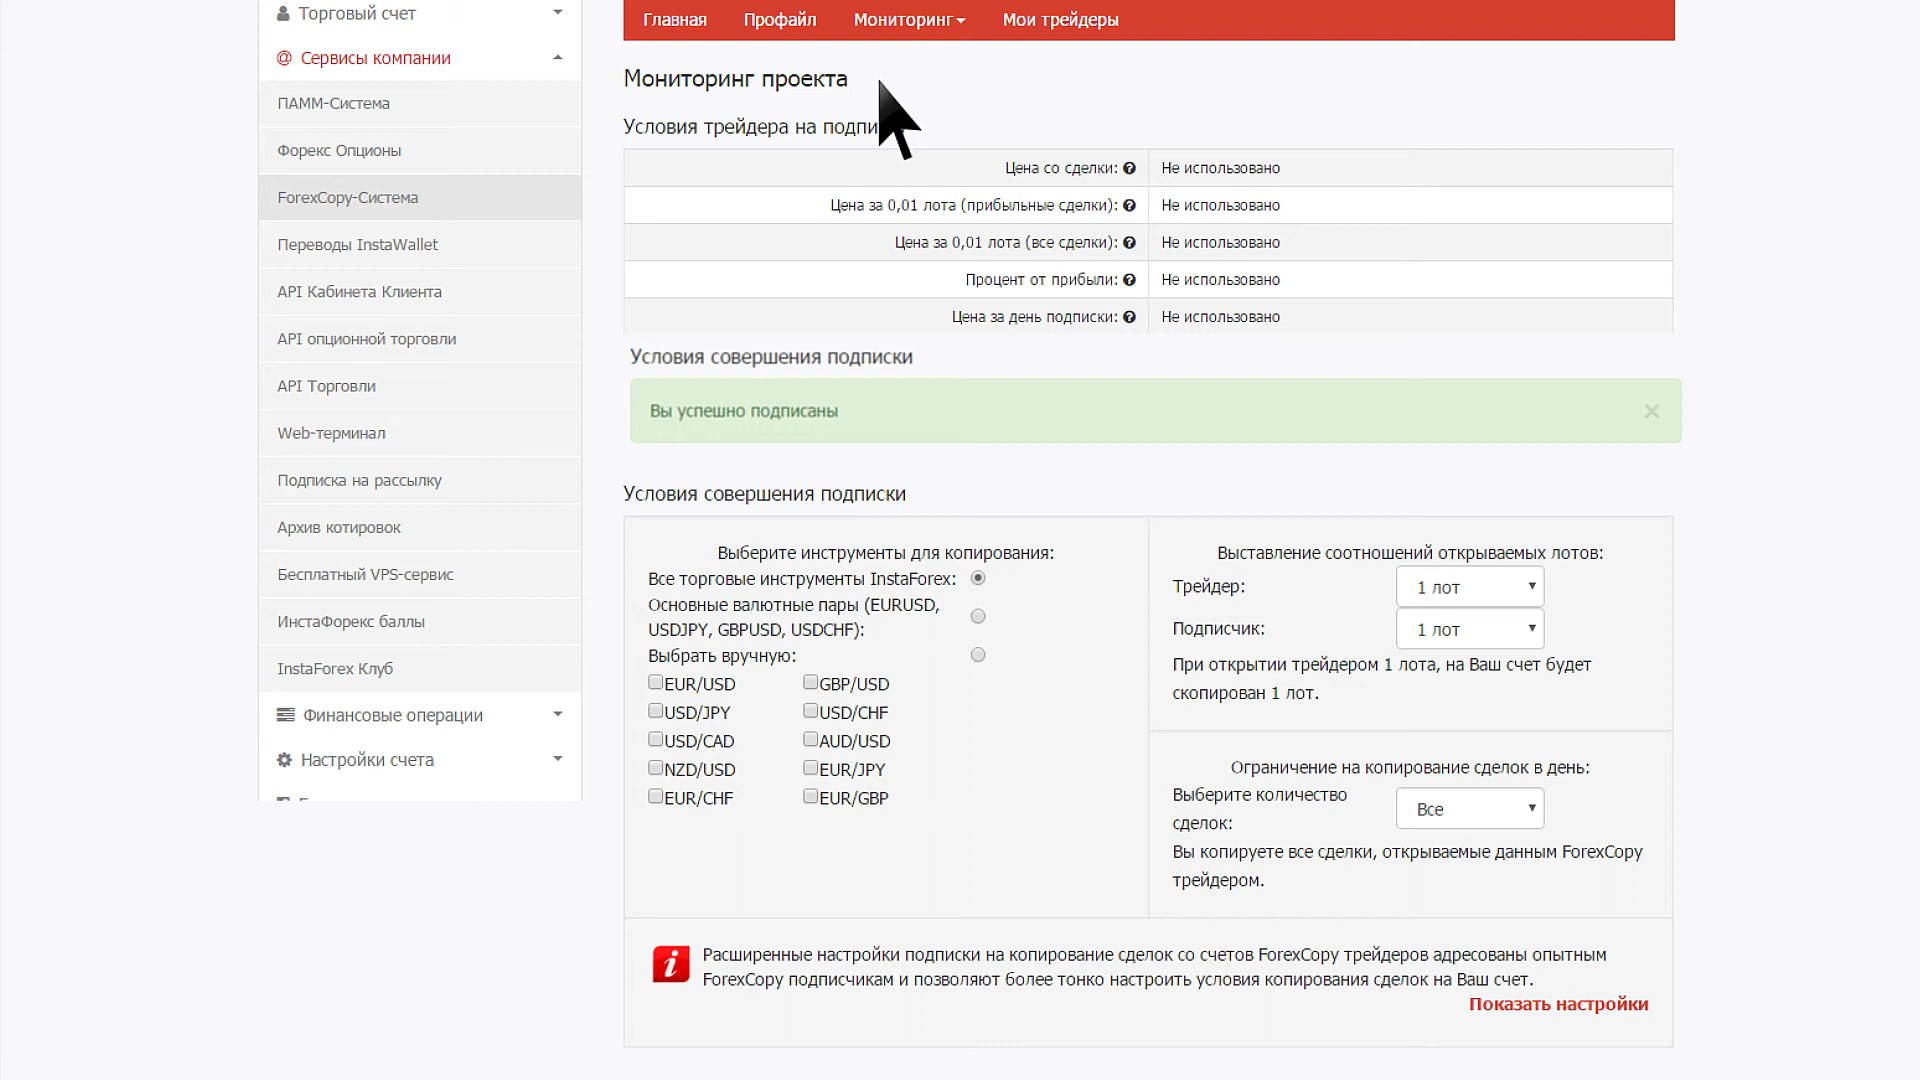 Торговый счет
Сервисы компании
ПАММ-Система
Форекс Опционы
ForexCopy-Система
Переводы InstaWallet
API Кабинета Клиента
API опционной торговли
API Торговли
Web-терминал
Подписка на рассылку
Архив котировок
Бесплатный VPS-сервис
ИнстаФорекс баллы
InstaForex Клуб
Финансовые операции
Настройки счета
Главная Профайл Мониторинг Мои трейдеры
Мониторинг проекта
Условия трейдера на
Цена со сделки: Не использовано
Цена за 0,01 лота (прибыльные сделки): Не использовано
Цена за 0,01 лота (все сделки): Не использовано
Процент от прибыли: Не использовано
Цена за день подписки: Не использовано
Условия совершения подписки
Вы успешно подписаны ×
Условия совершения подписки
Выберите инструменты для копирования:
Все торговые инструменты InstaForex:
Основные валютные пары (EURUSD,
USDJPY, GBPUSD, USDCHF):
Выбрать вручную:
EUR/USD GBP/USD
USD/JPY USD/CHF
USD/CAD AUD/USD
NZD/USD EUR/JPY
EUR/CHF EUR/GBP
Выставление соотношений открываемых лотов:
Трейдер: 1 лот
Подписчик: 1 лот
При открытии трейдером 1 лота, на Ваш счет будет
скопирован 1 лот.
Ограничение на копирование сделок в день:
Выберите количество
сделок: Все
Вы копируете все сделки, открываемые данным ForexCopy
трейдером.
Расширенные настройки подписки на копирование сделок со счетов ForexCopy трейдеров адресованы опытным
ForexCopy подписчикам и позволяют более тонко настроить условия копирования сделок на Ваш счет.
Показать настройки